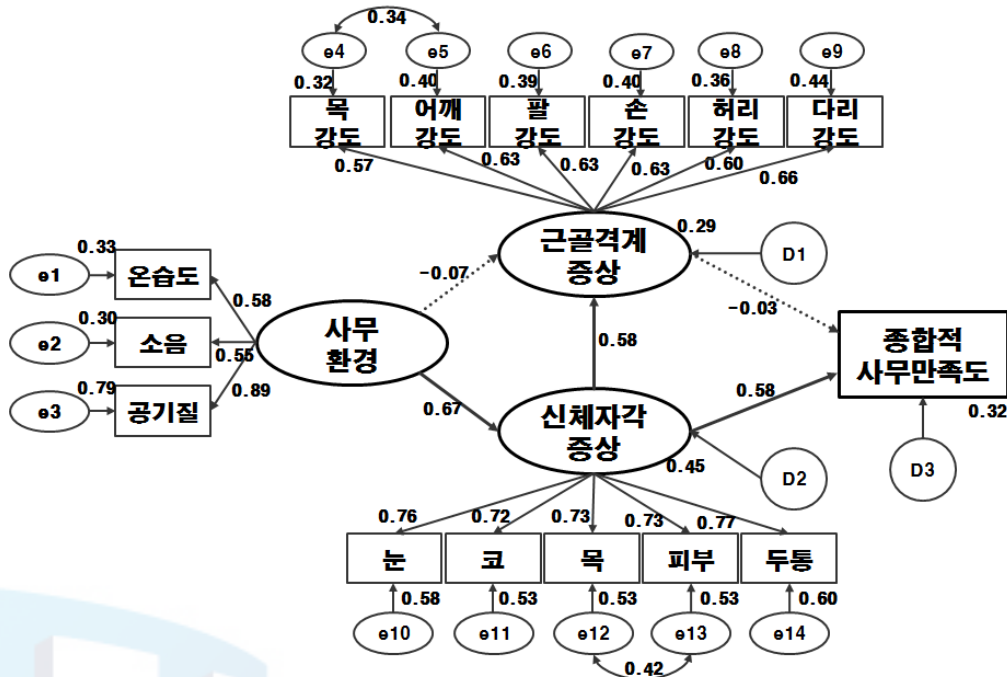 0.34
e4 e5 e6 e7 e8 e9
0.32 0.40 0.39 0.40 0.36 0.44
목 어깨 팔 손 허리 다리
강도 강도 강도 강도 강도 강도
0.57 0.63 0.63 0.63 0.60 0.66
0.29
근골격계
증상
D1
0.33
e1 온습도
0.58
-0.07
-0.03
0.30
e2 소음
0.55
사무
환경
0.58
종합적
사무만족도
0.32
0.79
e3 공기질
0.89
0.67
0.58
신체자각
증상
0.45
D2
D3
0.76 0.72 0.73 0.73 0.77
눈 코 목 피부 두통
0.58 0.53 0.53 0.53 0.60
e10 e11 e12 e13 e14
0.42